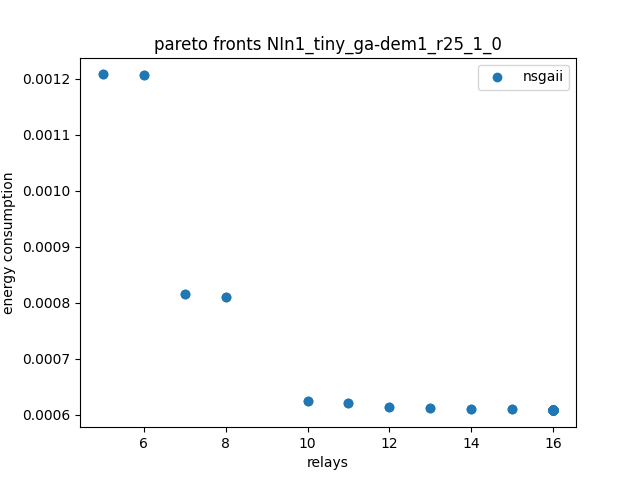 pareto fronts NIn1_tiny_ga-dem1_r25_1_0
nsgaii
energy consumption
0.0012
0.0011
0.0010
0.0009
0.0008
0.0007
0.0006
6 8 10 12 14 16
relays